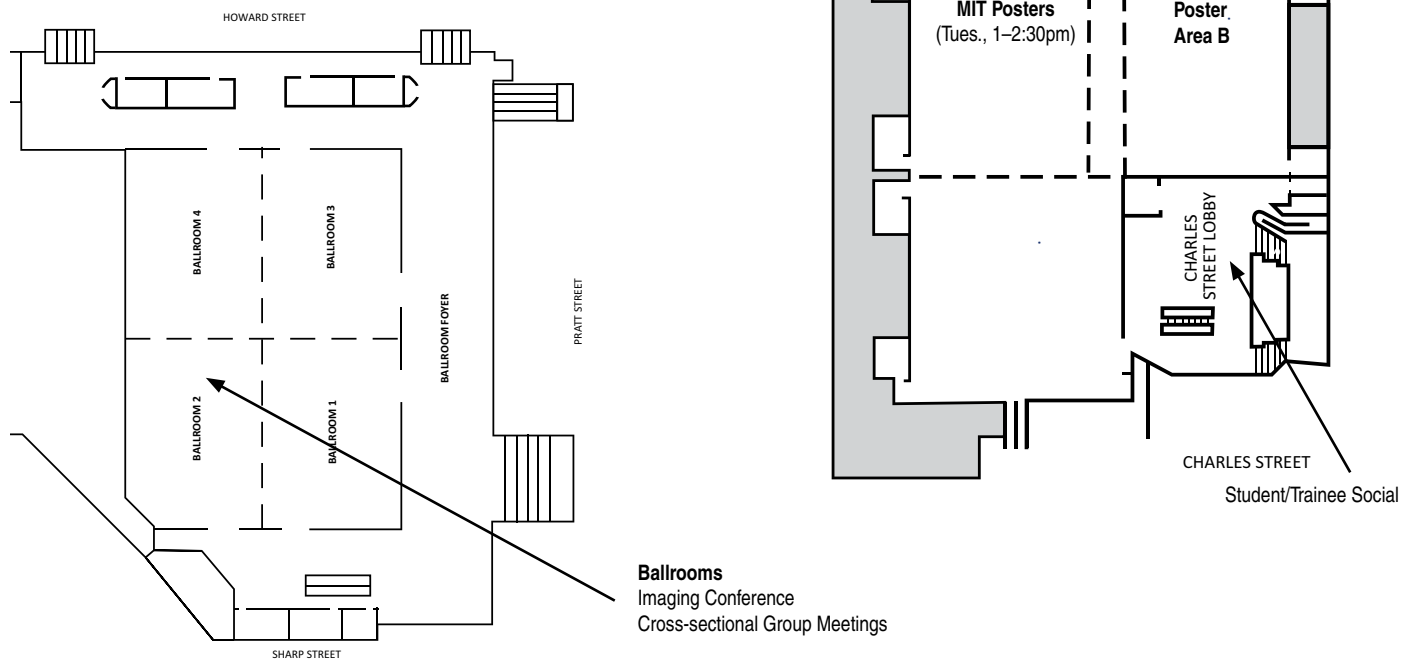 HOWARD STREET
BALLROOM 4
BALLROOM 3
BALLROOM FOYER
PRATT STREET
BALLROOM 2
BALLROOM 1
Ballrooms
Imaging Conference
Cross-sectional Group Meetings
SHARP STREET
MIT Posters
(Tues., 1–2:30pm)
Poster
Area B
CHARLES
STREET LOBBY
CHARLES STREET
Student/Trainee Social